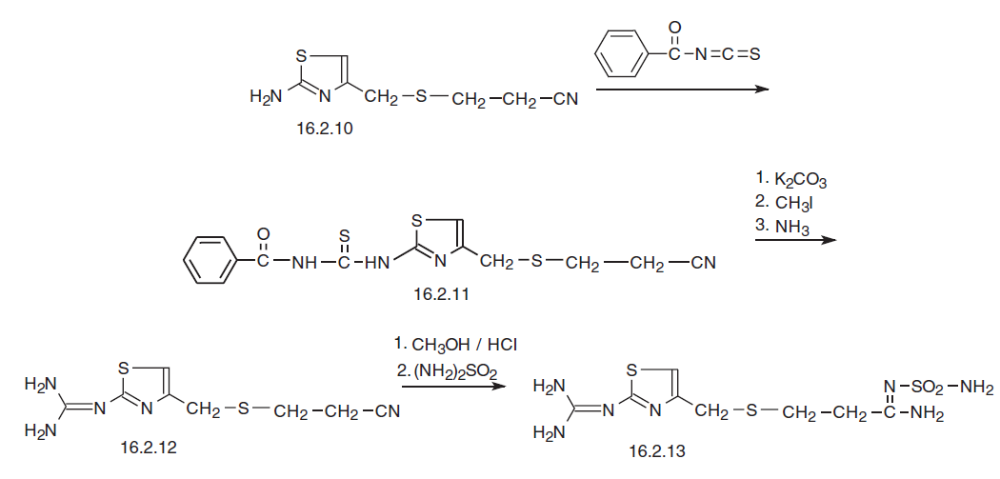 O
C–N=C=S
S
H2N
N
CH2–S–CH2–CH2–CN
16.2.10
1. K2CO3
2. CH3I
3. NH3
O
C–NH–C–HN
S
S
N
CH2–S–CH2–CH2–CN
16.2.11
1. CH3OH / HCl
2. (NH2)2SO2
H2N
H2N
N
S
N
CH2–S–CH2–CH2–CN
16.2.12
H2N
H2N
N
S
N
CH2–S–CH2–CH2–C–NH2
N–SO2–NH2
16.2.13